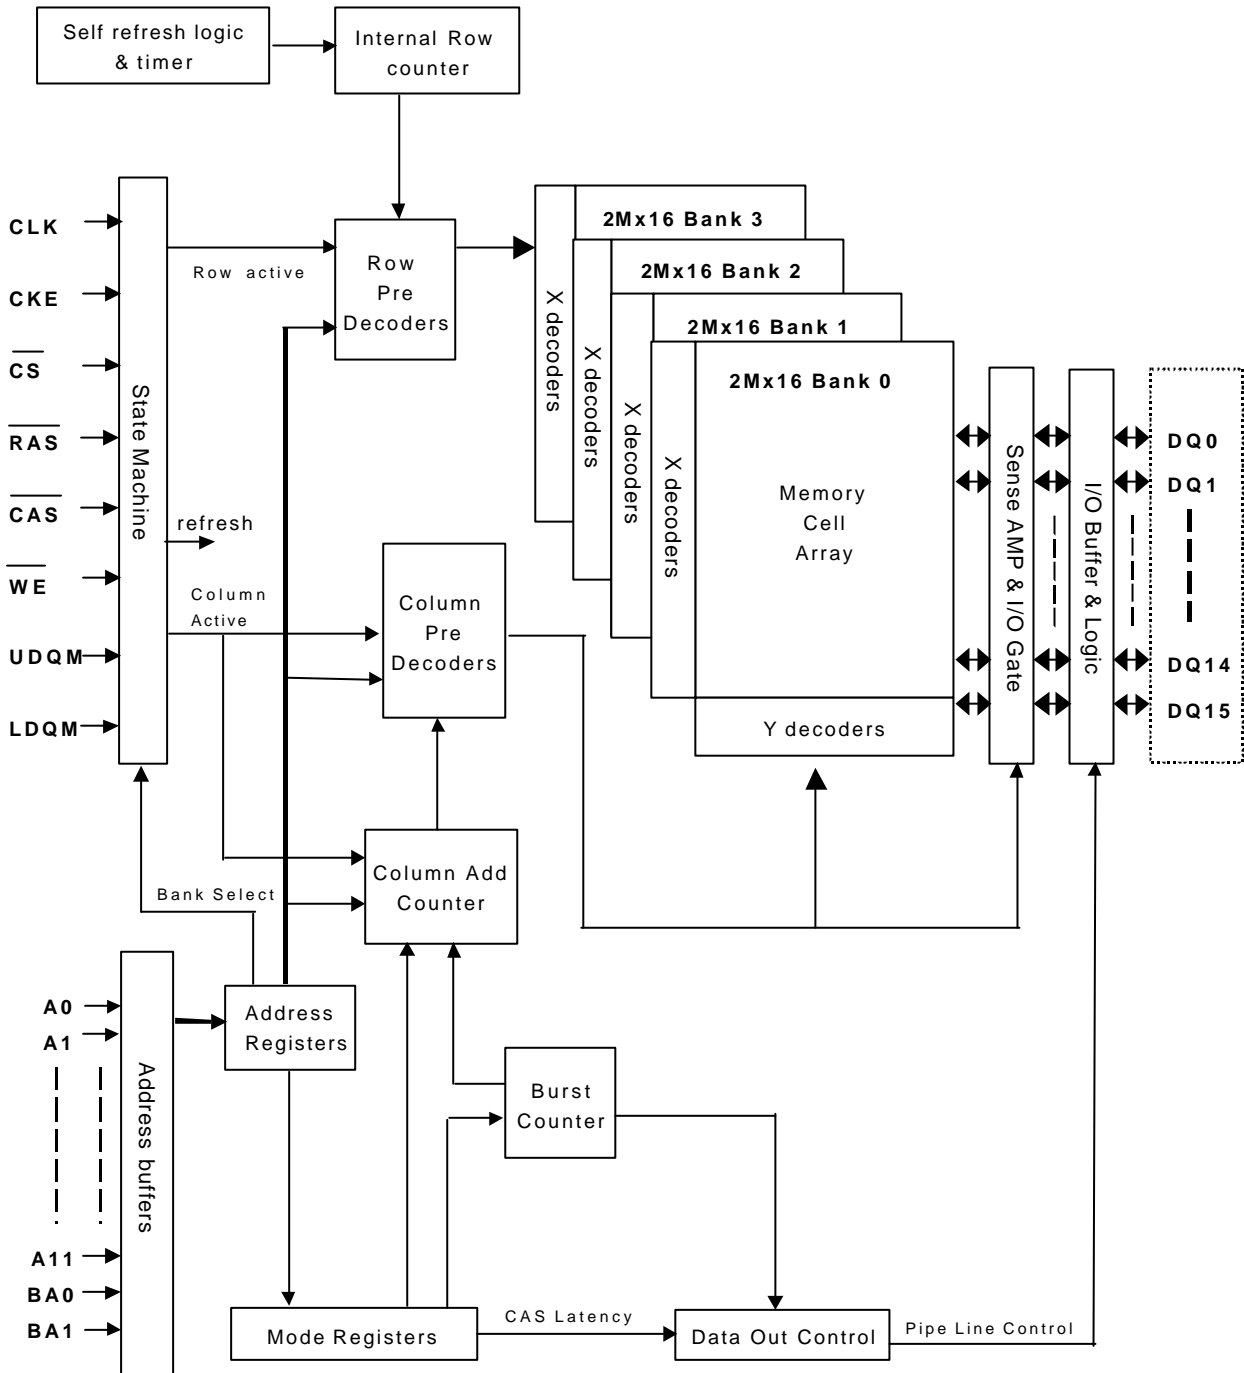 Self refresh logic
& timer
Internal Row
counter
CLK
CKE
CS
RAS
CAS
WE
UDQM
LDQM
State Machine
Row active
refresh
Column
Active
Bank Select
Row
Pre
Decoders
Column
Pre
Decoders
Column Add
Counter
X decoders
X decoders
X decoders
X decoders
2Mx16 Bank 3
2Mx16 Bank 2
2Mx16 Bank 1
2Mx16 Bank 0
Memory
Cell
Array
Y decoders
Sense AMP & I/O Gate
I/O Buffer & Logic
DQ0
DQ1
DQ14
DQ15
A0
A1
A11
BA0
BA1
Address buffers
Address
Registers
Burst
Counter
Mode Registers
CAS Latency
Data Out Control
Pipe Line Control